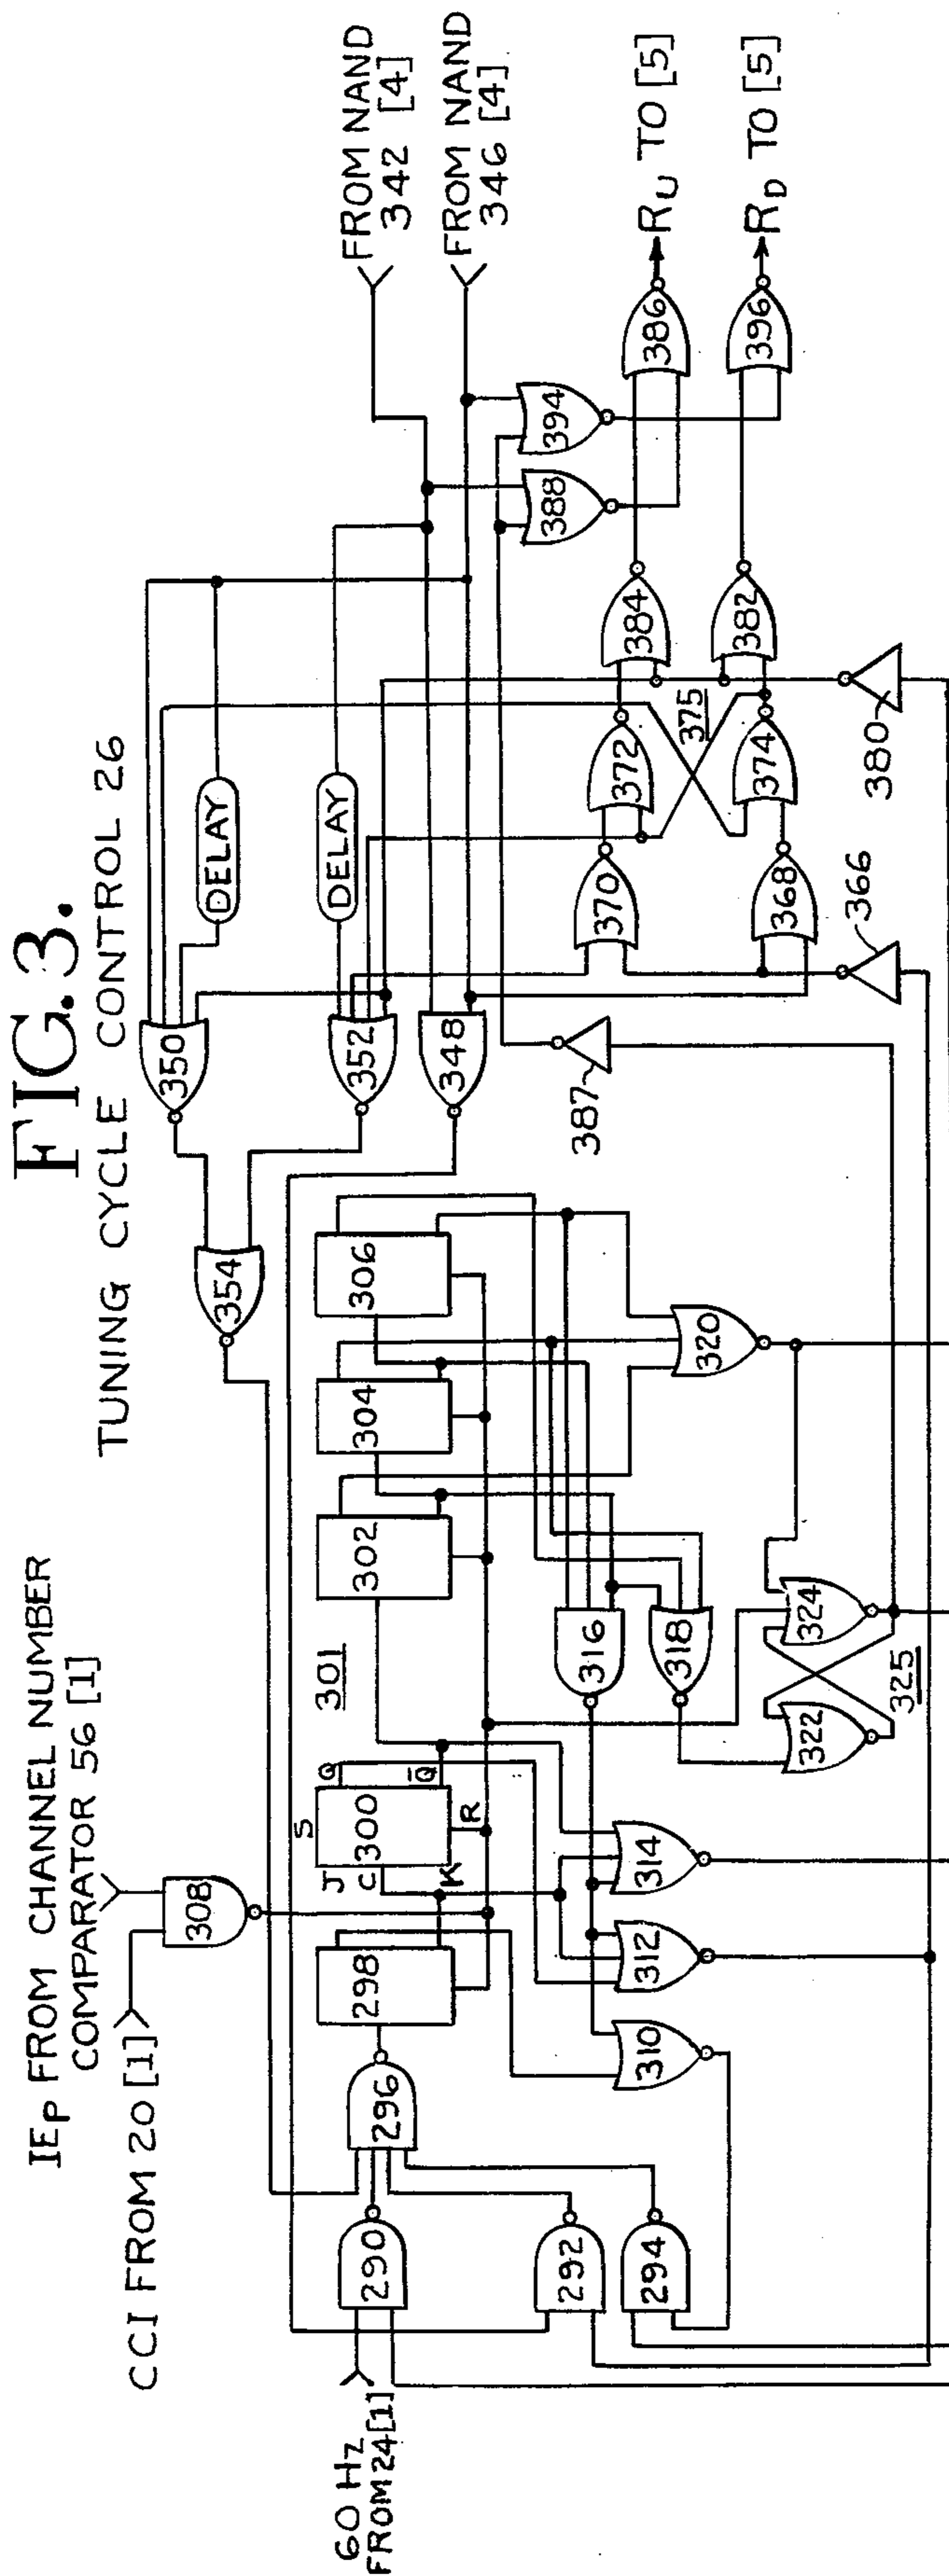 FIG.3.
TUNING CYCLE CONTROL 26
IEP FROM CHANNEL NUMBER
COMPARATOR 56 [1]
CCI FROM 20 [1]
60 Hz
FROM 24 [1]
FROM NAND
342 [4]
FROM NAND
346 [4]
RU TO [5]
RD TO [5]
DELAY
DELAY
350
352
348
354
387
394
388
386
396
384
382
375
372
374
380
370
368
366
308
290
292
294
296
298
J
C
K
S
300
Q
Q̅
R
301
302
304
306
310
312
314
316
318
320
322
324
325